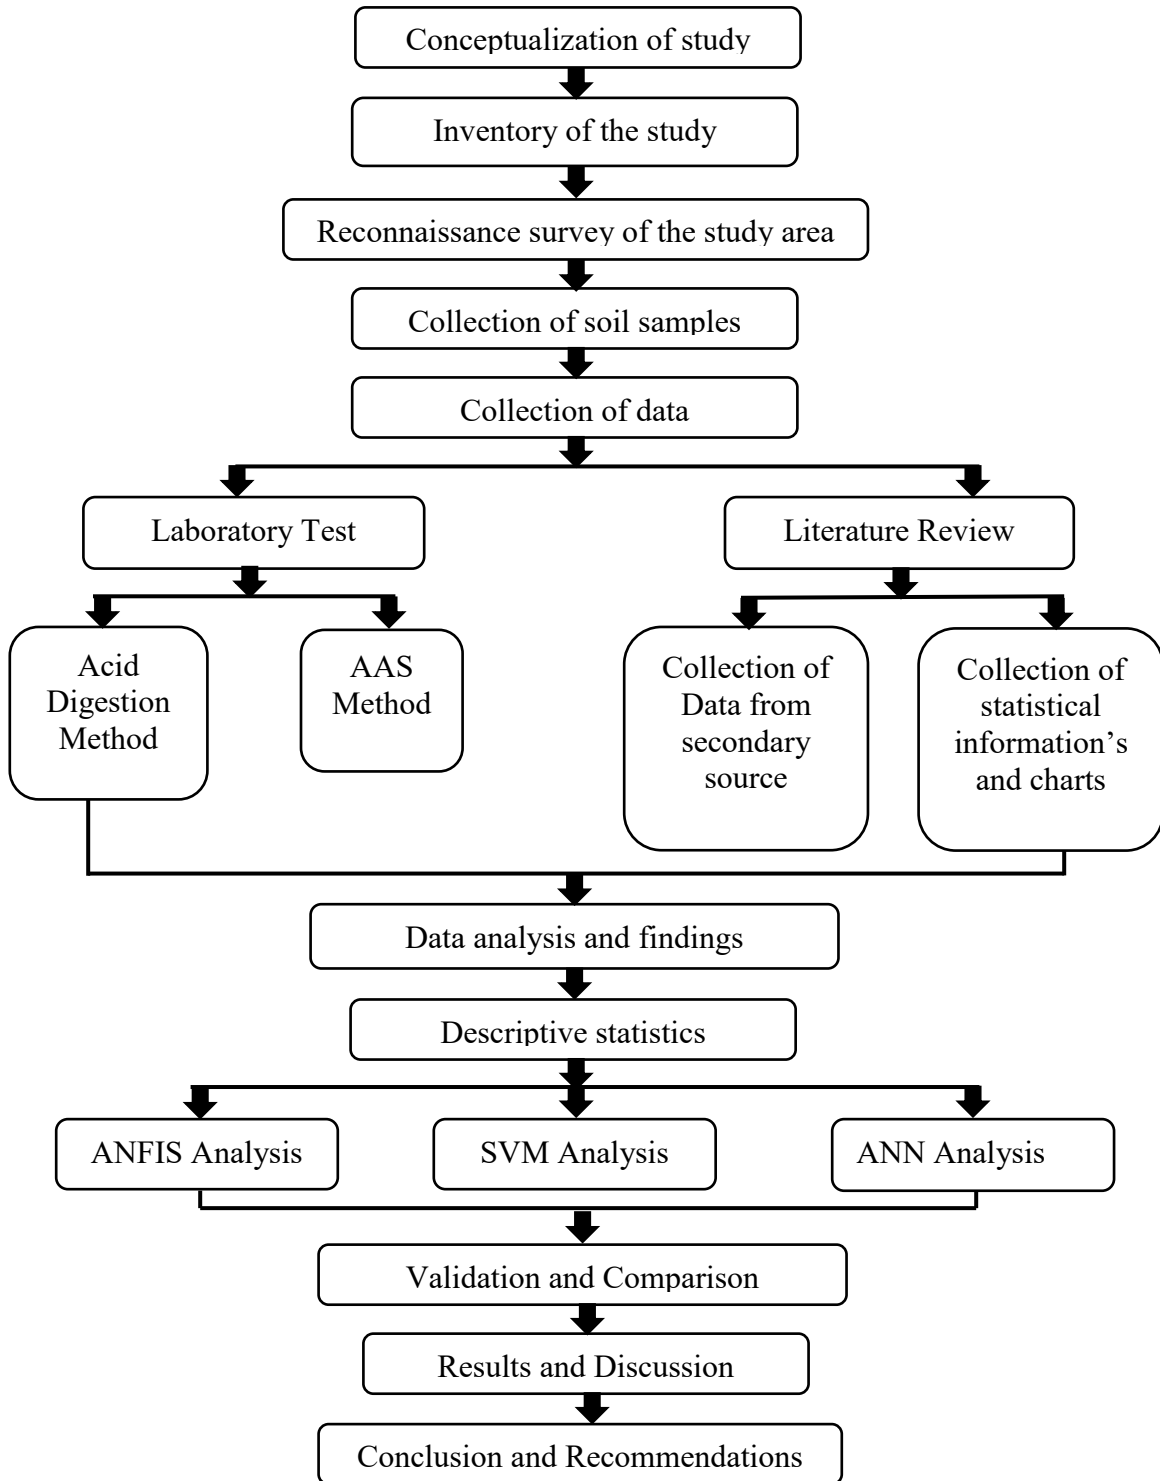 Conceptualization of study
Inventory of the study
Reconnaissance survey of the study area
Collection of soil samples
Collection of data
Laboratory Test
Literature Review
Acid
Digestion
Method
AAS
Method
Collection of
Data from
secondary
source
Collection of
statistical
information’s
and charts
Data analysis and findings
Descriptive statistics
ANFIS Analysis
SVM Analysis
ANN Analysis
Validation and Comparison
Results and Discussion
Conclusion and Recommendations